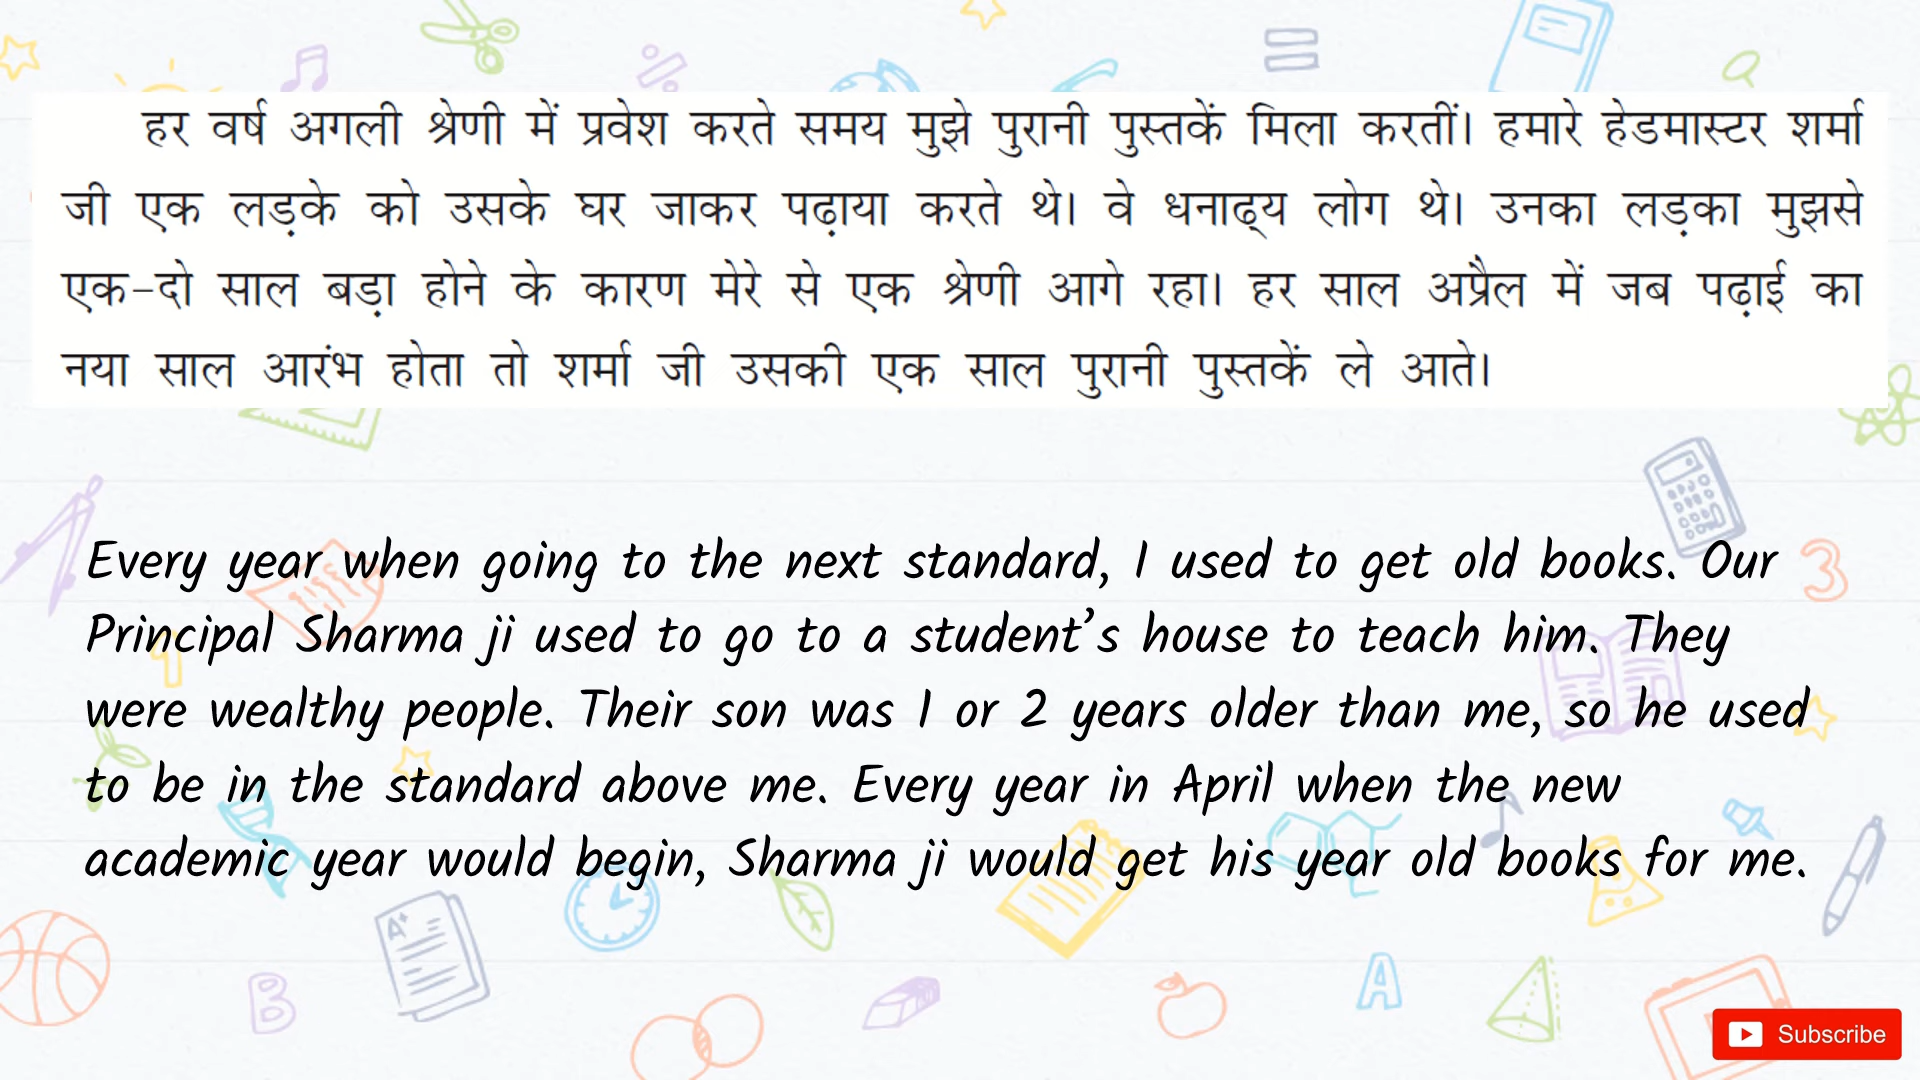 हर वर्ष अगली श्रेणी में प्रवेश करते समय मुझे पुरानी पुस्तकें मिला करतीं। हमारे हेडमास्टर शर्मा
जी एक लड़के को उसके घर जाकर पढ़ाया करते थे। वे धनाढ्य लोग थे। उनका लड़का मुझसे
एक-दो साल बड़ा होने के कारण मेरे से एक श्रेणी आगे रहा। हर साल अप्रैल में जब पढ़ाई का
नया साल आरंभ होता तो शर्मा जी उसकी एक साल पुरानी पुस्तकें ले आते।
Every year when going to the next standard, I used to get old books. Our
Principal Sharma ji used to go to a student’s house to teach him. They
were wealthy people. Their son was 1 or 2 years older than me, so he used
to be in the standard above me. Every year in April when the new
academic year would begin, Sharma ji would get his year old books for me.
3
1
A+
B
A
Subscribe